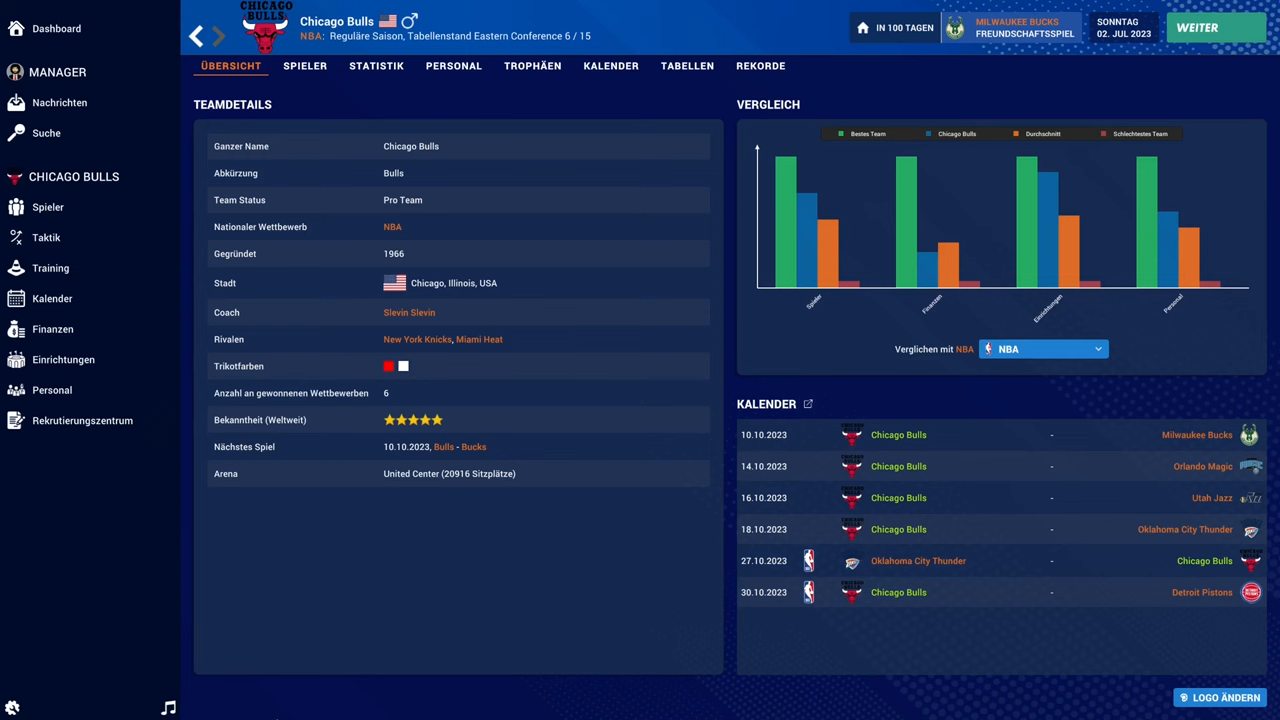 Dashboard
MANAGER
Nachrichten
Suche
CHICAGO BULLS
Spieler
Taktik
Training
Kalender
Finanzen
Einrichtungen
Personal
Rekrutierungszentrum
CHICAGO
BULLS
Chicago Bulls
NBA: Reguläre Saison, Tabellenstand Eastern Conference 6 / 15
IN 100 TAGEN
MILWAUKEE BUCKS
FREUNDSCHAFTSSPIEL
SONNTAG
02. JUL 2023
WEITER
ÜBERSICHT SPIELER STATISTIK PERSONAL TROPHÄEN KALENDER TABELLEN REKORDE
TEAMDETAILS
Ganzer Name Chicago Bulls
Abkürzung Bulls
Team Status Pro Team
Nationaler Wettbewerb NBA
Gegründet 1966
Stadt Chicago, Illinois, USA
Coach Slevin Slevin
Rivalen New York Knicks, Miami Heat
Trikotfarben
Anzahl an gewonnenen Wettbewerben 6
Bekanntheit (Weltweit)
Nächstes Spiel 10.10.2023, Bulls - Bucks
Arena United Center (20916 Sitzplätze)
VERGLEICH
Bestes Team Chicago Bulls Durchschnitt Schlechtestes Team
Spieler Finanzen Einrichtungen Personal
Verglichen mit NBA NBA
KALENDER
10.10.2023 Chicago Bulls - Milwaukee Bucks
14.10.2023 Chicago Bulls - Orlando Magic
16.10.2023 Chicago Bulls - Utah Jazz
18.10.2023 Chicago Bulls - Oklahoma City Thunder
27.10.2023 Oklahoma City Thunder - Chicago Bulls
30.10.2023 Chicago Bulls - Detroit Pistons
LOGO ÄNDERN